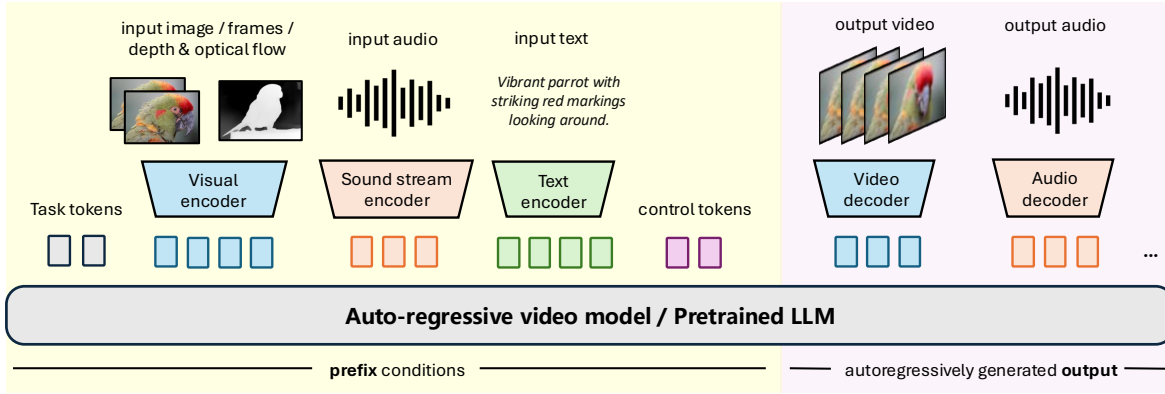 input image / frames /
depth & optical flow
input audio
input text
output video
output audio
Vibrant parrot with
striking red markings
looking around.
Visual
encoder
Sound stream
encoder
Text
encoder
Video
decoder
Audio
decoder
Task tokens
control tokens
...
Auto-regressive video model / Pretrained LLM
prefix conditions
autoregressively generated output